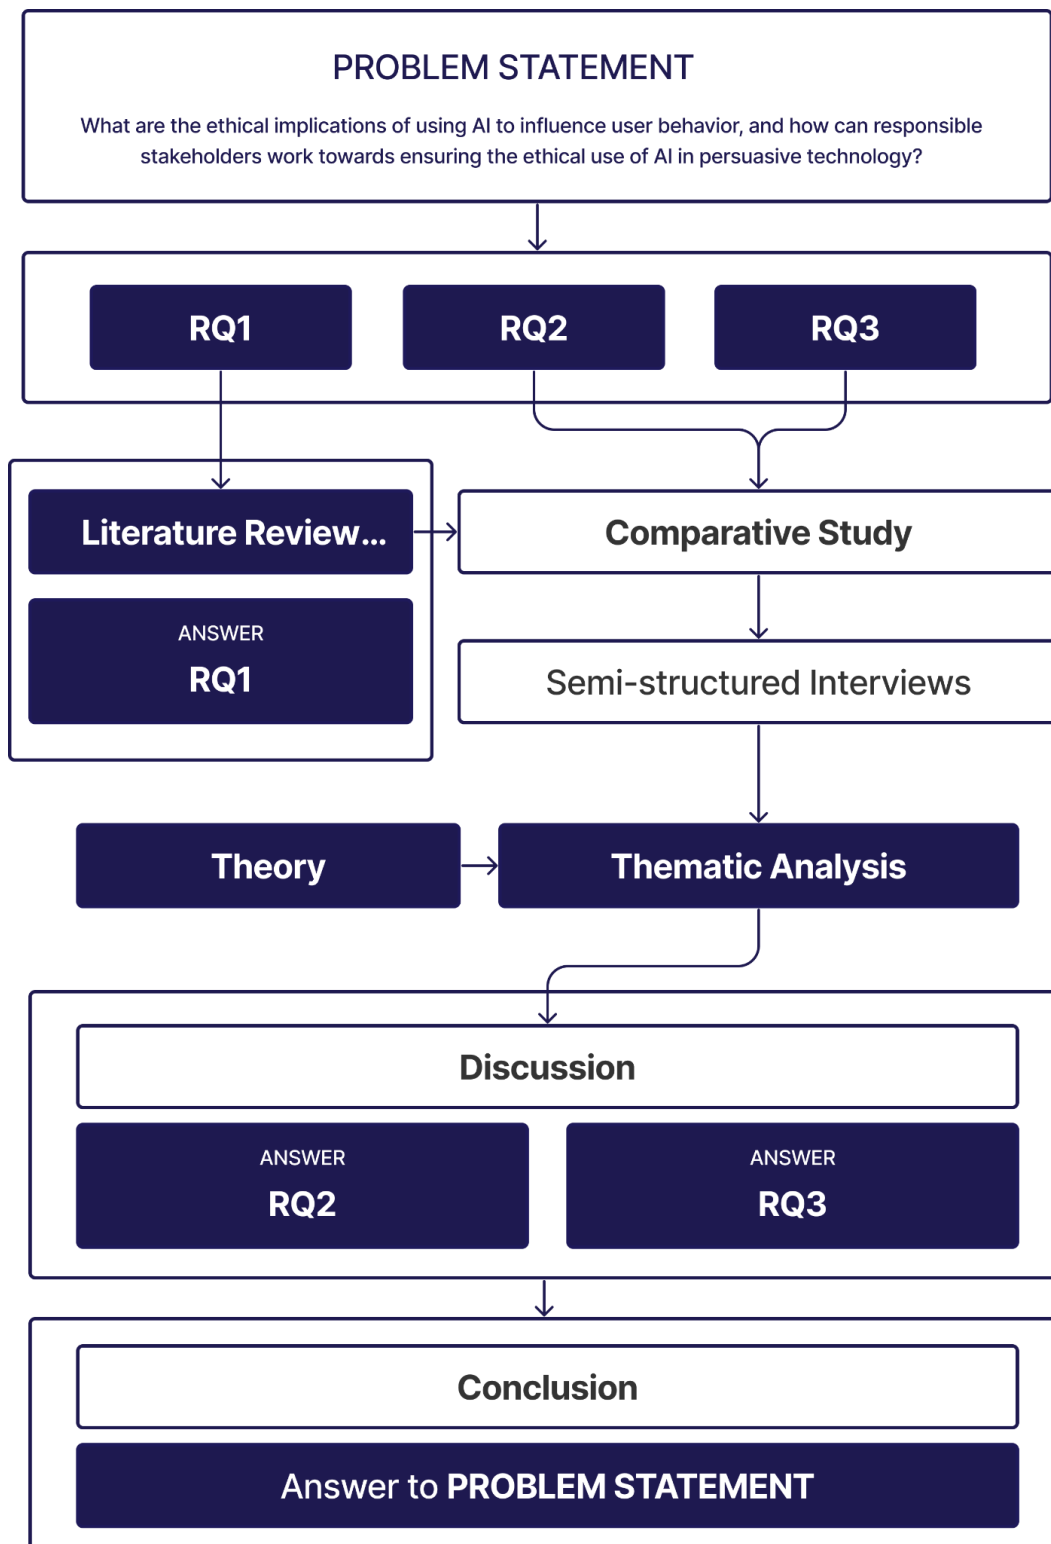 PROBLEM STATEMENT
What are the ethical implications of using AI to influence user behavior, and how can responsible
stakeholders work towards ensuring the ethical use of AI in persuasive technology?
RQ1
RQ2
RQ3
Literature Review...
Comparative Study
ANSWER
RQ1
Semi-structured Interviews
Theory
Thematic Analysis
Discussion
ANSWER
RQ2
ANSWER
RQ3
Conclusion
Answer to PROBLEM STATEMENT